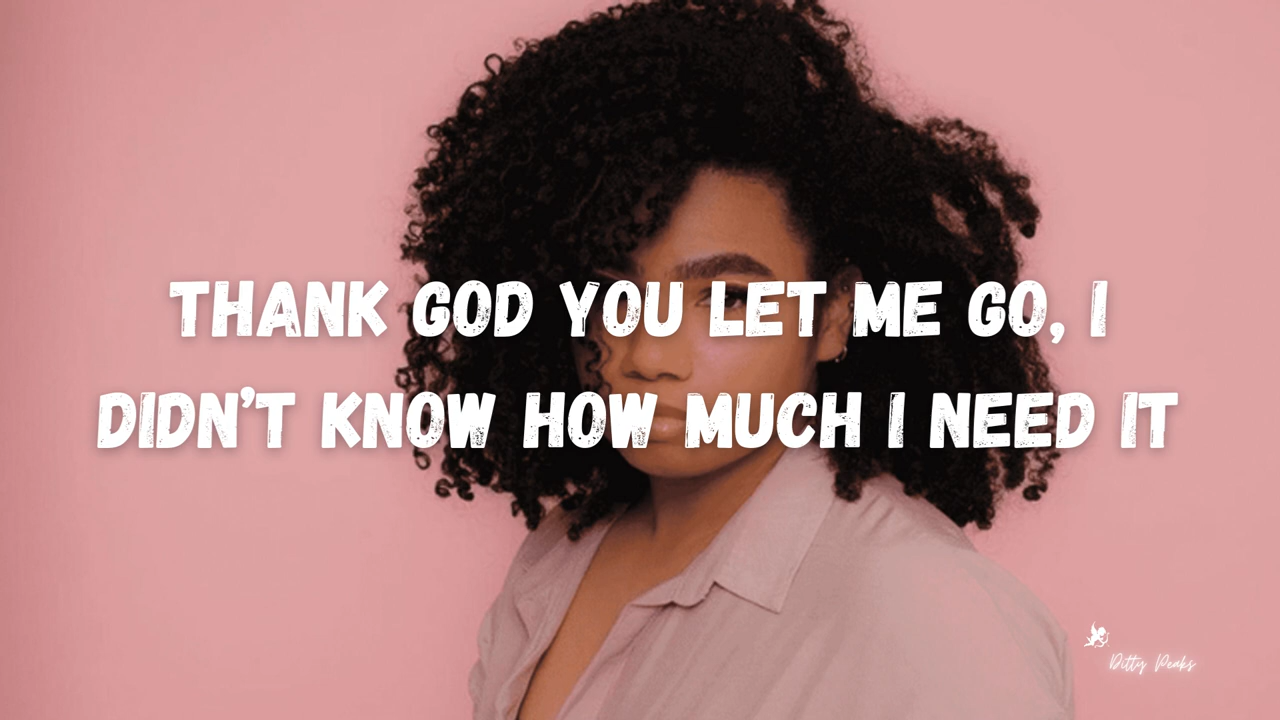 THANK GOD YOU LET ME GO, I
DIDN’T KNOW HOW MUCH I NEED IT
Ditty Peaks